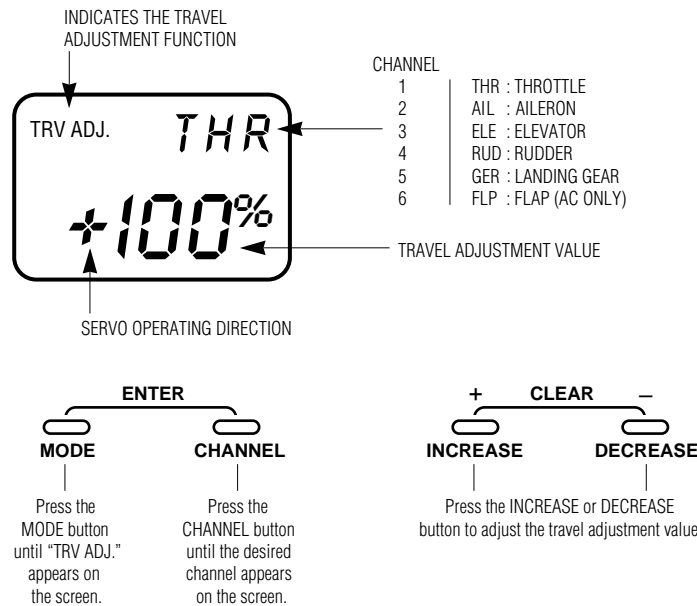 INDICATES THE TRAVEL
ADJUSTMENT FUNCTION
TRV ADJ.
THR
+100%
SERVO OPERATING DIRECTION
CHANNEL
1 THR : THROTTLE
2 AIL : AILERON
3 ELE : ELEVATOR
4 RUD : RUDDER
5 GER : LANDING GEAR
6 FLP : FLAP (AC ONLY)
TRAVEL ADJUSTMENT VALUE
ENTER
MODE
CHANNEL
Press the
MODE button
until “TRV ADJ.”
appears on
the screen.
Press the
CHANNEL button
until the desired
channel appears
on the screen.
+ CLEAR –
INCREASE
DECREASE
Press the INCREASE or DECREASE
button to adjust the travel adjustment value